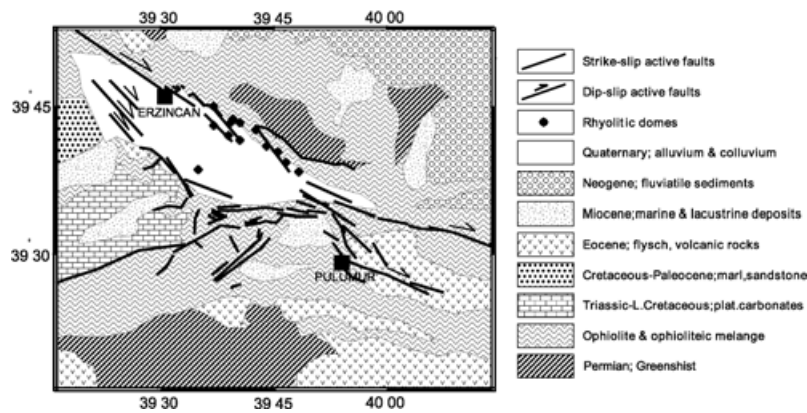 39 30 39 45 40 00
39 45
39 30
ERZINCAN
PULUMUR
39 30 39 45 40 00
Strike-slip active faults
Dip-slip active faults
Rhyolitic domes
Quaternary; alluvium & colluvium
Neogene; fluviatile sediments
Miocene;marine & lacustrine deposits
Eocene; flysch, volcanic rocks
Cretaceous-Paleocene;marl,sandstone
Triassic-L.Cretaceous;plat.carbonates
Ophiolite & ophioliteic melange
Permian; Greenshist